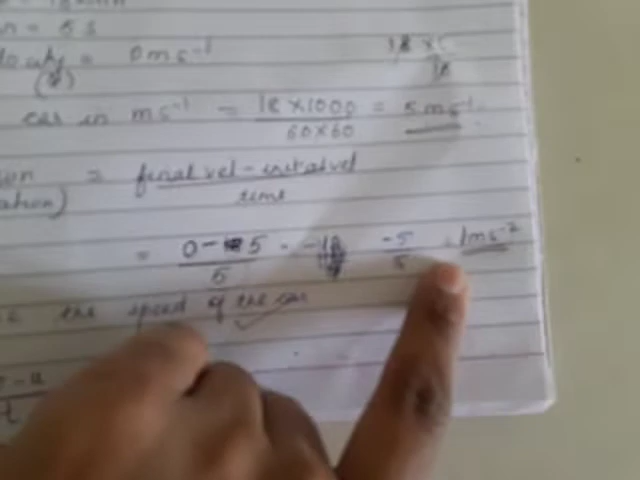 = 5 s
= 0 ms⁻¹
18 × 5
18
car in ms⁻¹ = 18 × 1000 / 60 × 60 = 5 ms⁻¹
= final vel - initial vel / time
= 0 - 5 / 5 = -5 / 5 = 1 ms⁻²
the speed of the car
- u / t